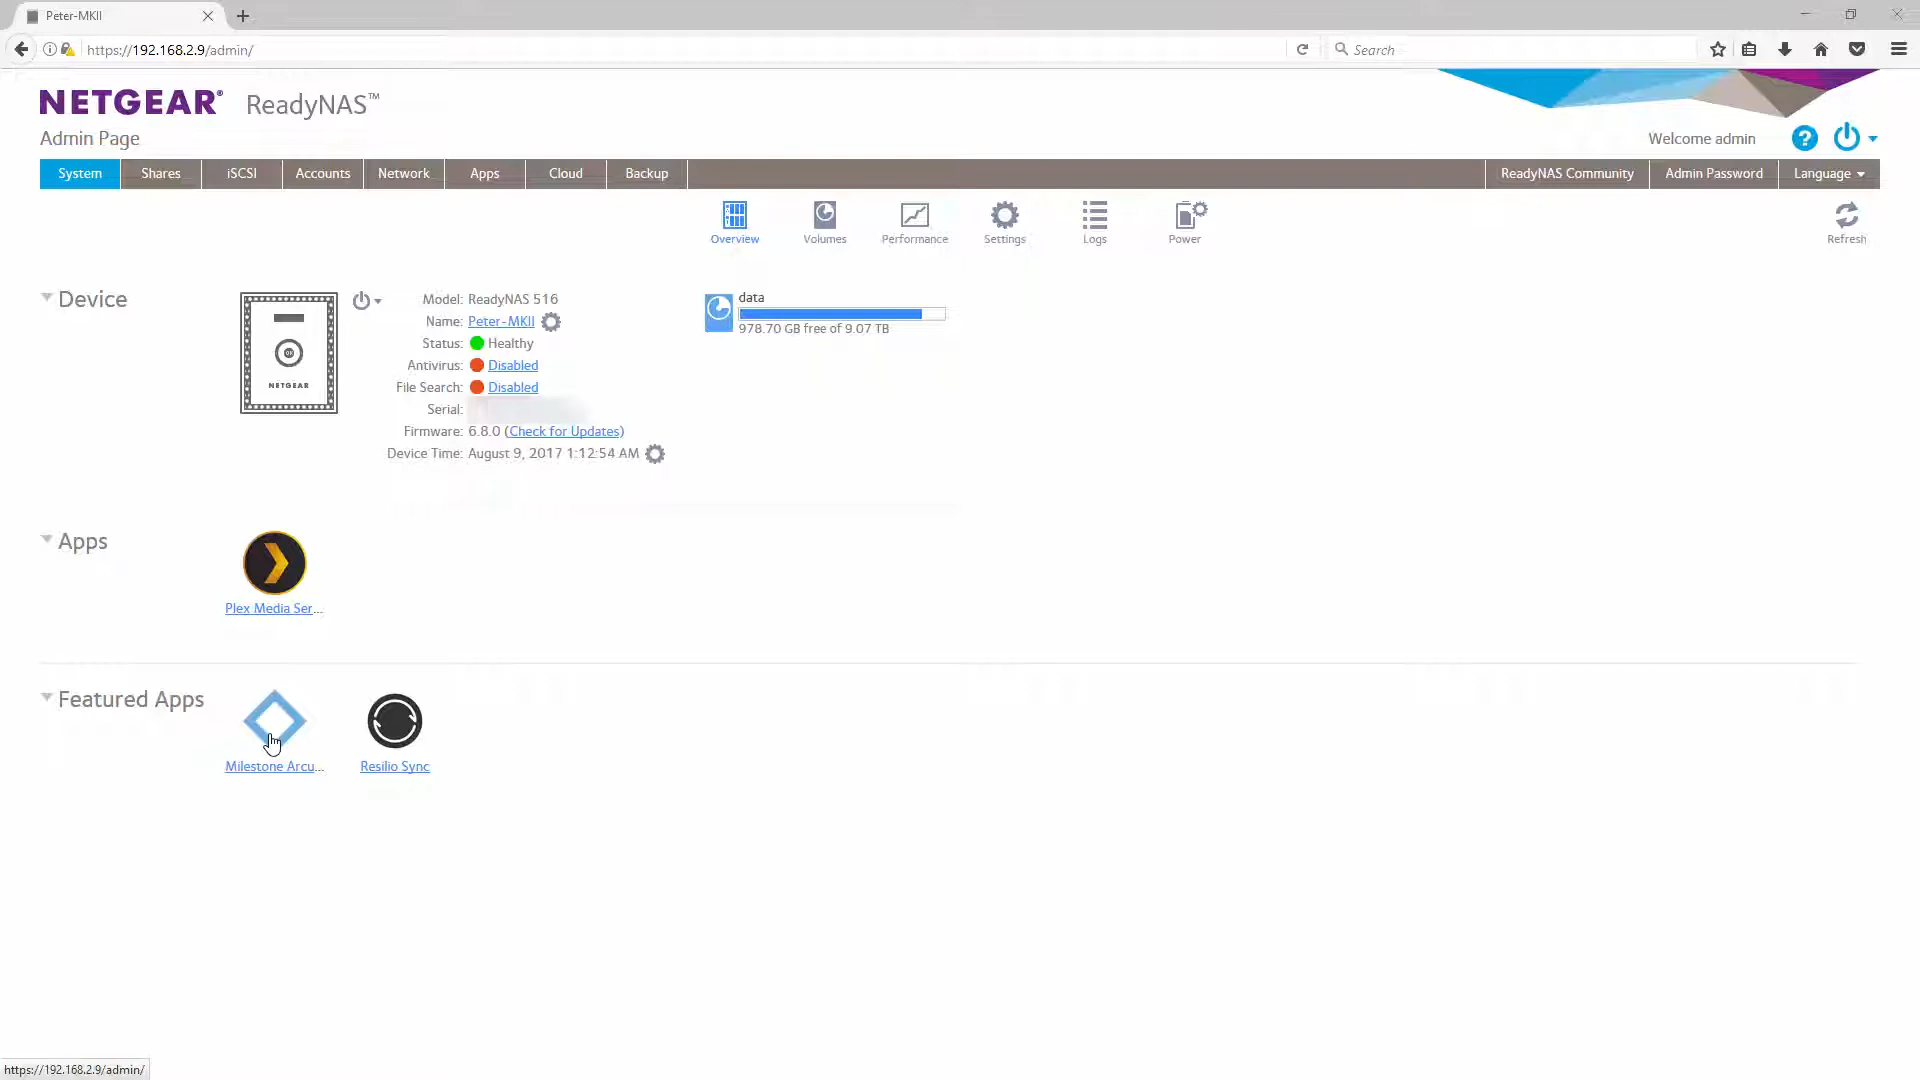 Peter-MKII
https://192.168.2.9/admin/
Search
NETGEAR® ReadyNAS™
Admin Page
Welcome admin
System Shares iSCSI Accounts Network Apps Cloud Backup ReadyNAS Community Admin Password Language
Overview Volumes Performance Settings Logs Power Refresh
Device
NETGEAR
Model: ReadyNAS 516
Name: Peter-MKII
Status: Healthy
Antivirus: Disabled
File Search: Disabled
Serial:
Firmware: 6.8.0 (Check for Updates)
Device Time: August 9, 2017 1:12:54 AM
data
978.70 GB free of 9.07 TB
Apps
Plex Media Ser...
Featured Apps
Milestone Arcu...
Resilio Sync
https://192.168.2.9/admin/